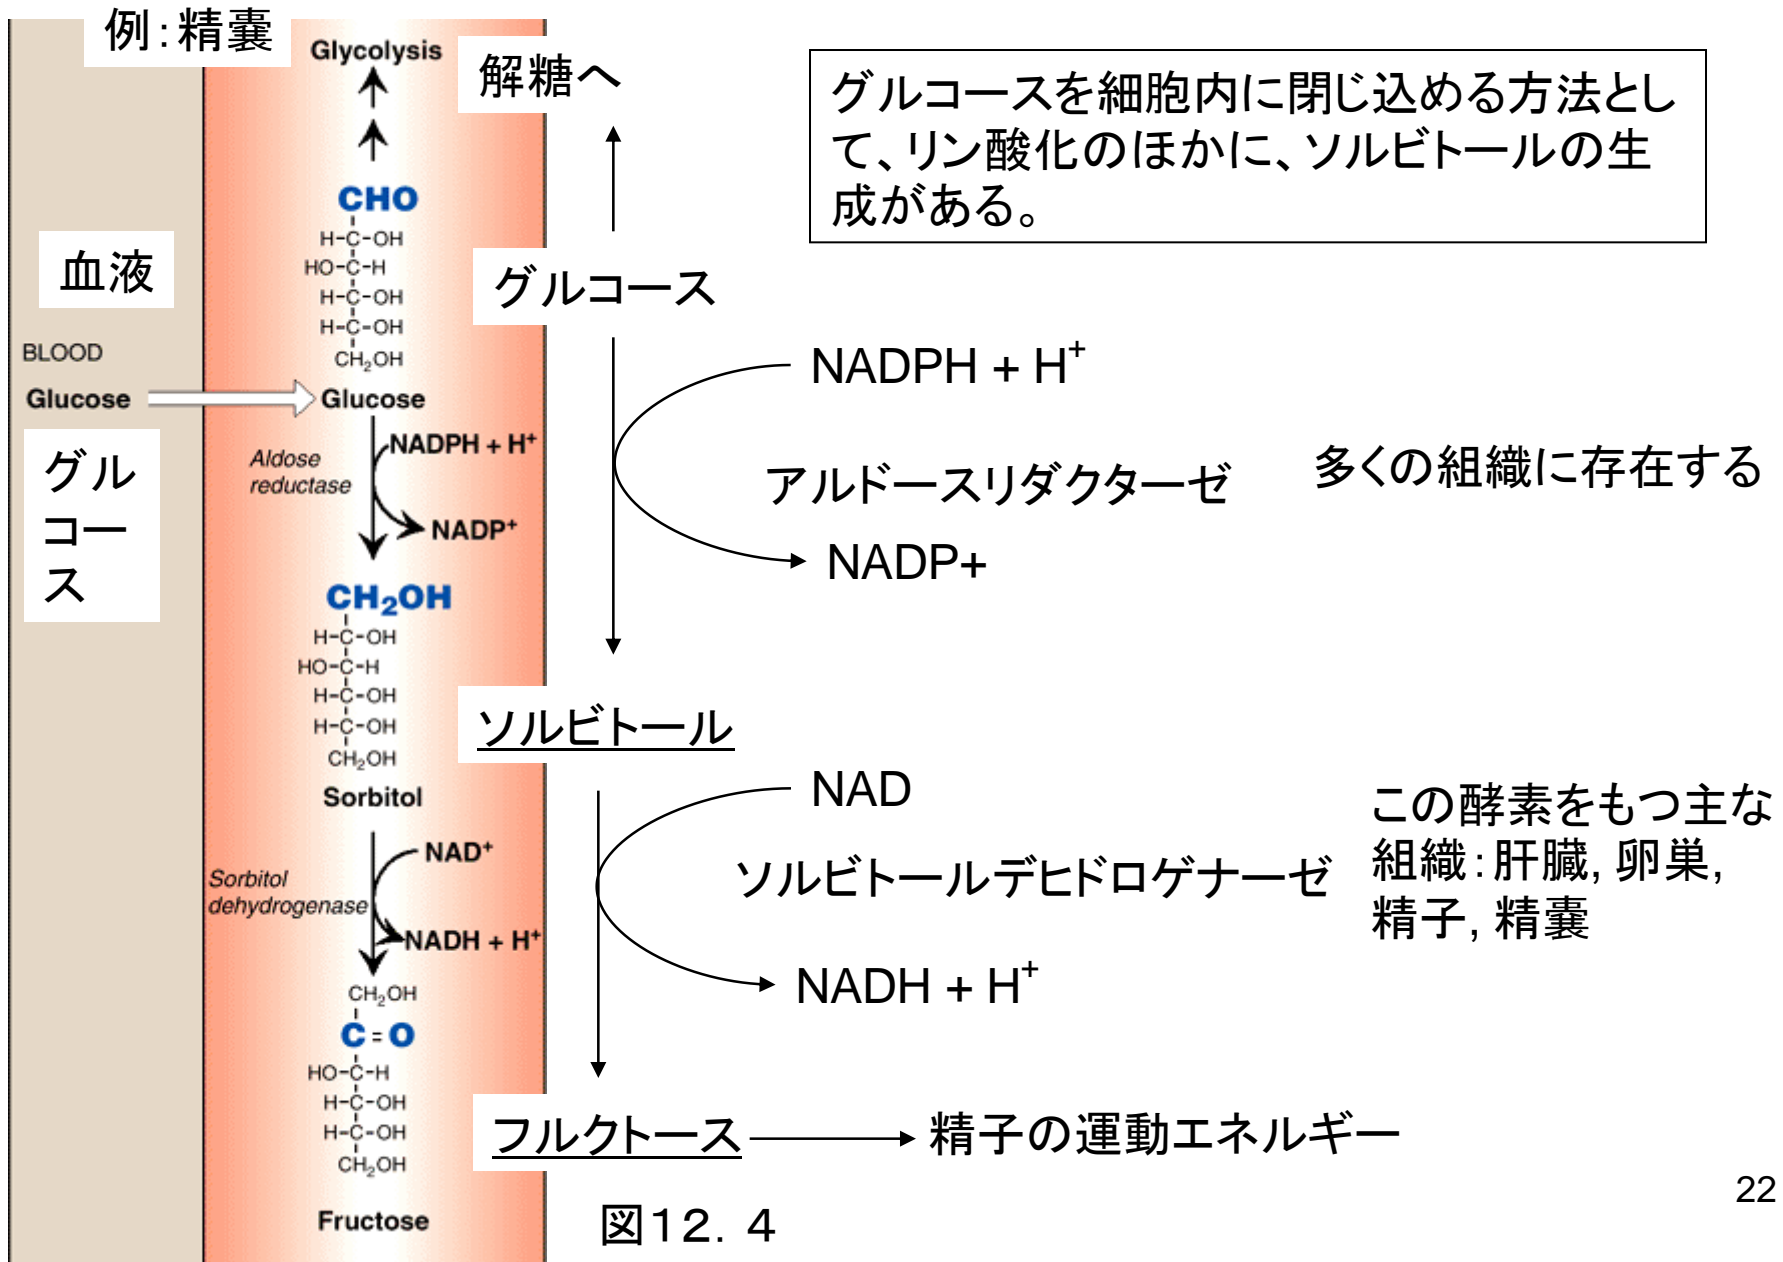 例：精嚢
Glycolysis
解糖へ
グルコースを細胞内に閉じ込める方法とし
て、リン酸化のほかに、ソルビトールの生
成がある。
CHO
H-C-OH
HO-C-H
H-C-OH
H-C-OH
CH₂OH
血液
グルコース
BLOOD
Glucose
Glucose
グル
コー
ス
Aldose
reductase
NADPH + H⁺
NADP⁺
NADPH + H⁺
アルドースリダクターゼ
多くの組織に存在する
NADP+
CH₂OH
H-C-OH
HO-C-H
H-C-OH
H-C-OH
CH₂OH
Sorbitol
ソルビトール
Sorbitol
dehydrogenase
NAD⁺
NADH + H⁺
NAD
ソルビトールデヒドロゲナーゼ
この酵素をもつ主な
組織：肝臓, 卵巣,
精子, 精嚢
NADH + H⁺
CH₂OH
C=O
HO-C-H
H-C-OH
H-C-OH
CH₂OH
Fructose
フルクトース
精子の運動エネルギー
図１２．４
22